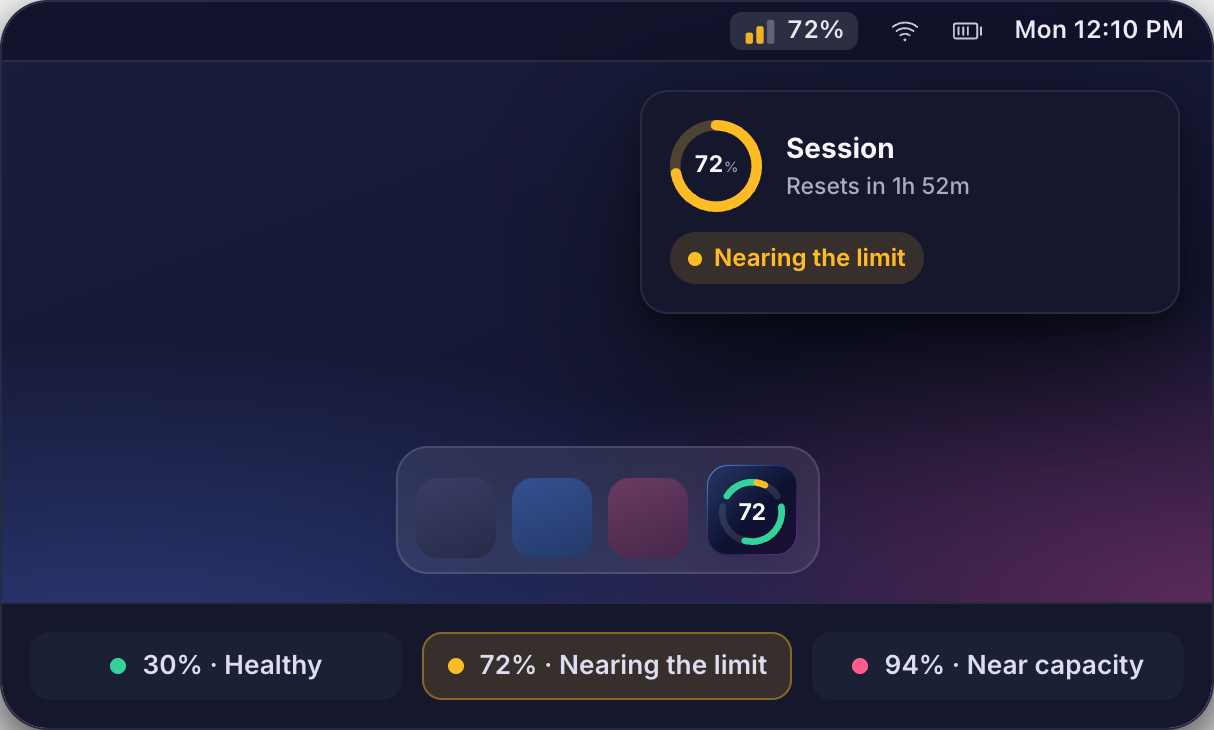 72%
Mon 12:10 PM
72%
Session
Resets in 1h 52m
Nearing the limit
72
30% · Healthy
72% · Nearing the limit
94% · Near capacity